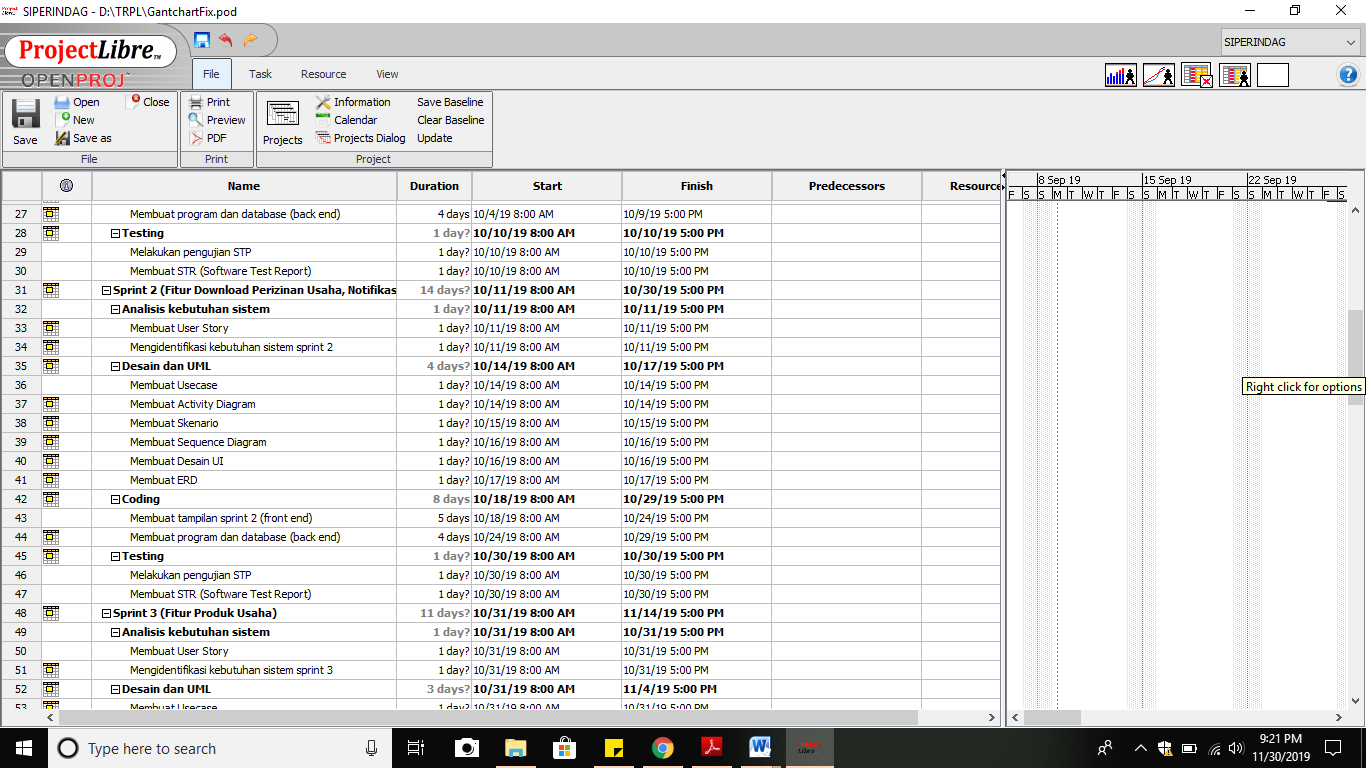 SIPERINDAG - D:\TRPL\GantchartFix.pod
ProjectLibre™
OPENPROJ
SIPERINDAG
File Task Resource View
Save Open New Save as Close
File
Print Preview PDF
Print
Projects Information Calendar Projects Dialog Save Baseline Clear Baseline Update
Project
Name Duration Start Finish Predecessors Resource
8 Sep 19 15 Sep 19 22 Sep 19
F S S M T W T F S S M T W T F S S M T W T F S
27 Membuat program dan database (back end) 4 days 10/4/19 8:00 AM 10/9/19 5:00 PM
28 Testing 1 day? 10/10/19 8:00 AM 10/10/19 5:00 PM
29 Melakukan pengujian STP 1 day? 10/10/19 8:00 AM 10/10/19 5:00 PM
30 Membuat STR (Software Test Report) 1 day? 10/10/19 8:00 AM 10/10/19 5:00 PM
31 Sprint 2 (Fitur Download Perizinan Usaha, Notifikas 14 days? 10/11/19 8:00 AM 10/30/19 5:00 PM
32 Analisis kebutuhan sistem 1 day? 10/11/19 8:00 AM 10/11/19 5:00 PM
33 Membuat User Story 1 day? 10/11/19 8:00 AM 10/11/19 5:00 PM
34 Mengidentifikasi kebutuhan sistem sprint 2 1 day? 10/11/19 8:00 AM 10/11/19 5:00 PM
35 Desain dan UML 4 days? 10/14/19 8:00 AM 10/17/19 5:00 PM
36 Membuat Usecase 1 day? 10/14/19 8:00 AM 10/14/19 5:00 PM
37 Membuat Activity Diagram 1 day? 10/14/19 8:00 AM 10/14/19 5:00 PM
38 Membuat Skenario 1 day? 10/15/19 8:00 AM 10/15/19 5:00 PM
39 Membuat Sequence Diagram 1 day? 10/16/19 8:00 AM 10/16/19 5:00 PM
40 Membuat Desain UI 1 day? 10/16/19 8:00 AM 10/16/19 5:00 PM
41 Membuat ERD 1 day? 10/17/19 8:00 AM 10/17/19 5:00 PM
42 Coding 8 days 10/18/19 8:00 AM 10/29/19 5:00 PM
43 Membuat tampilan sprint 2 (front end) 5 days 10/18/19 8:00 AM 10/24/19 5:00 PM
44 Membuat program dan database (back end) 4 days 10/24/19 8:00 AM 10/29/19 5:00 PM
45 Testing 1 day? 10/30/19 8:00 AM 10/30/19 5:00 PM
46 Melakukan pengujian STP 1 day? 10/30/19 8:00 AM 10/30/19 5:00 PM
47 Membuat STR (Software Test Report) 1 day? 10/30/19 8:00 AM 10/30/19 5:00 PM
48 Sprint 3 (Fitur Produk Usaha) 11 days? 10/31/19 8:00 AM 11/14/19 5:00 PM
49 Analisis kebutuhan sistem 1 day? 10/31/19 8:00 AM 10/31/19 5:00 PM
50 Membuat User Story 1 day? 10/31/19 8:00 AM 10/31/19 5:00 PM
51 Mengidentifikasi kebutuhan sistem sprint 3 1 day? 10/31/19 8:00 AM 10/31/19 5:00 PM
52 Desain dan UML 3 days? 10/31/19 8:00 AM 11/4/19 5:00 PM
53 Membuat Usecase 1 day? 10/31/19 8:00 AM 10/31/19 5:00 PM
Right click for options
Type here to search
9:21 PM
11/30/2019